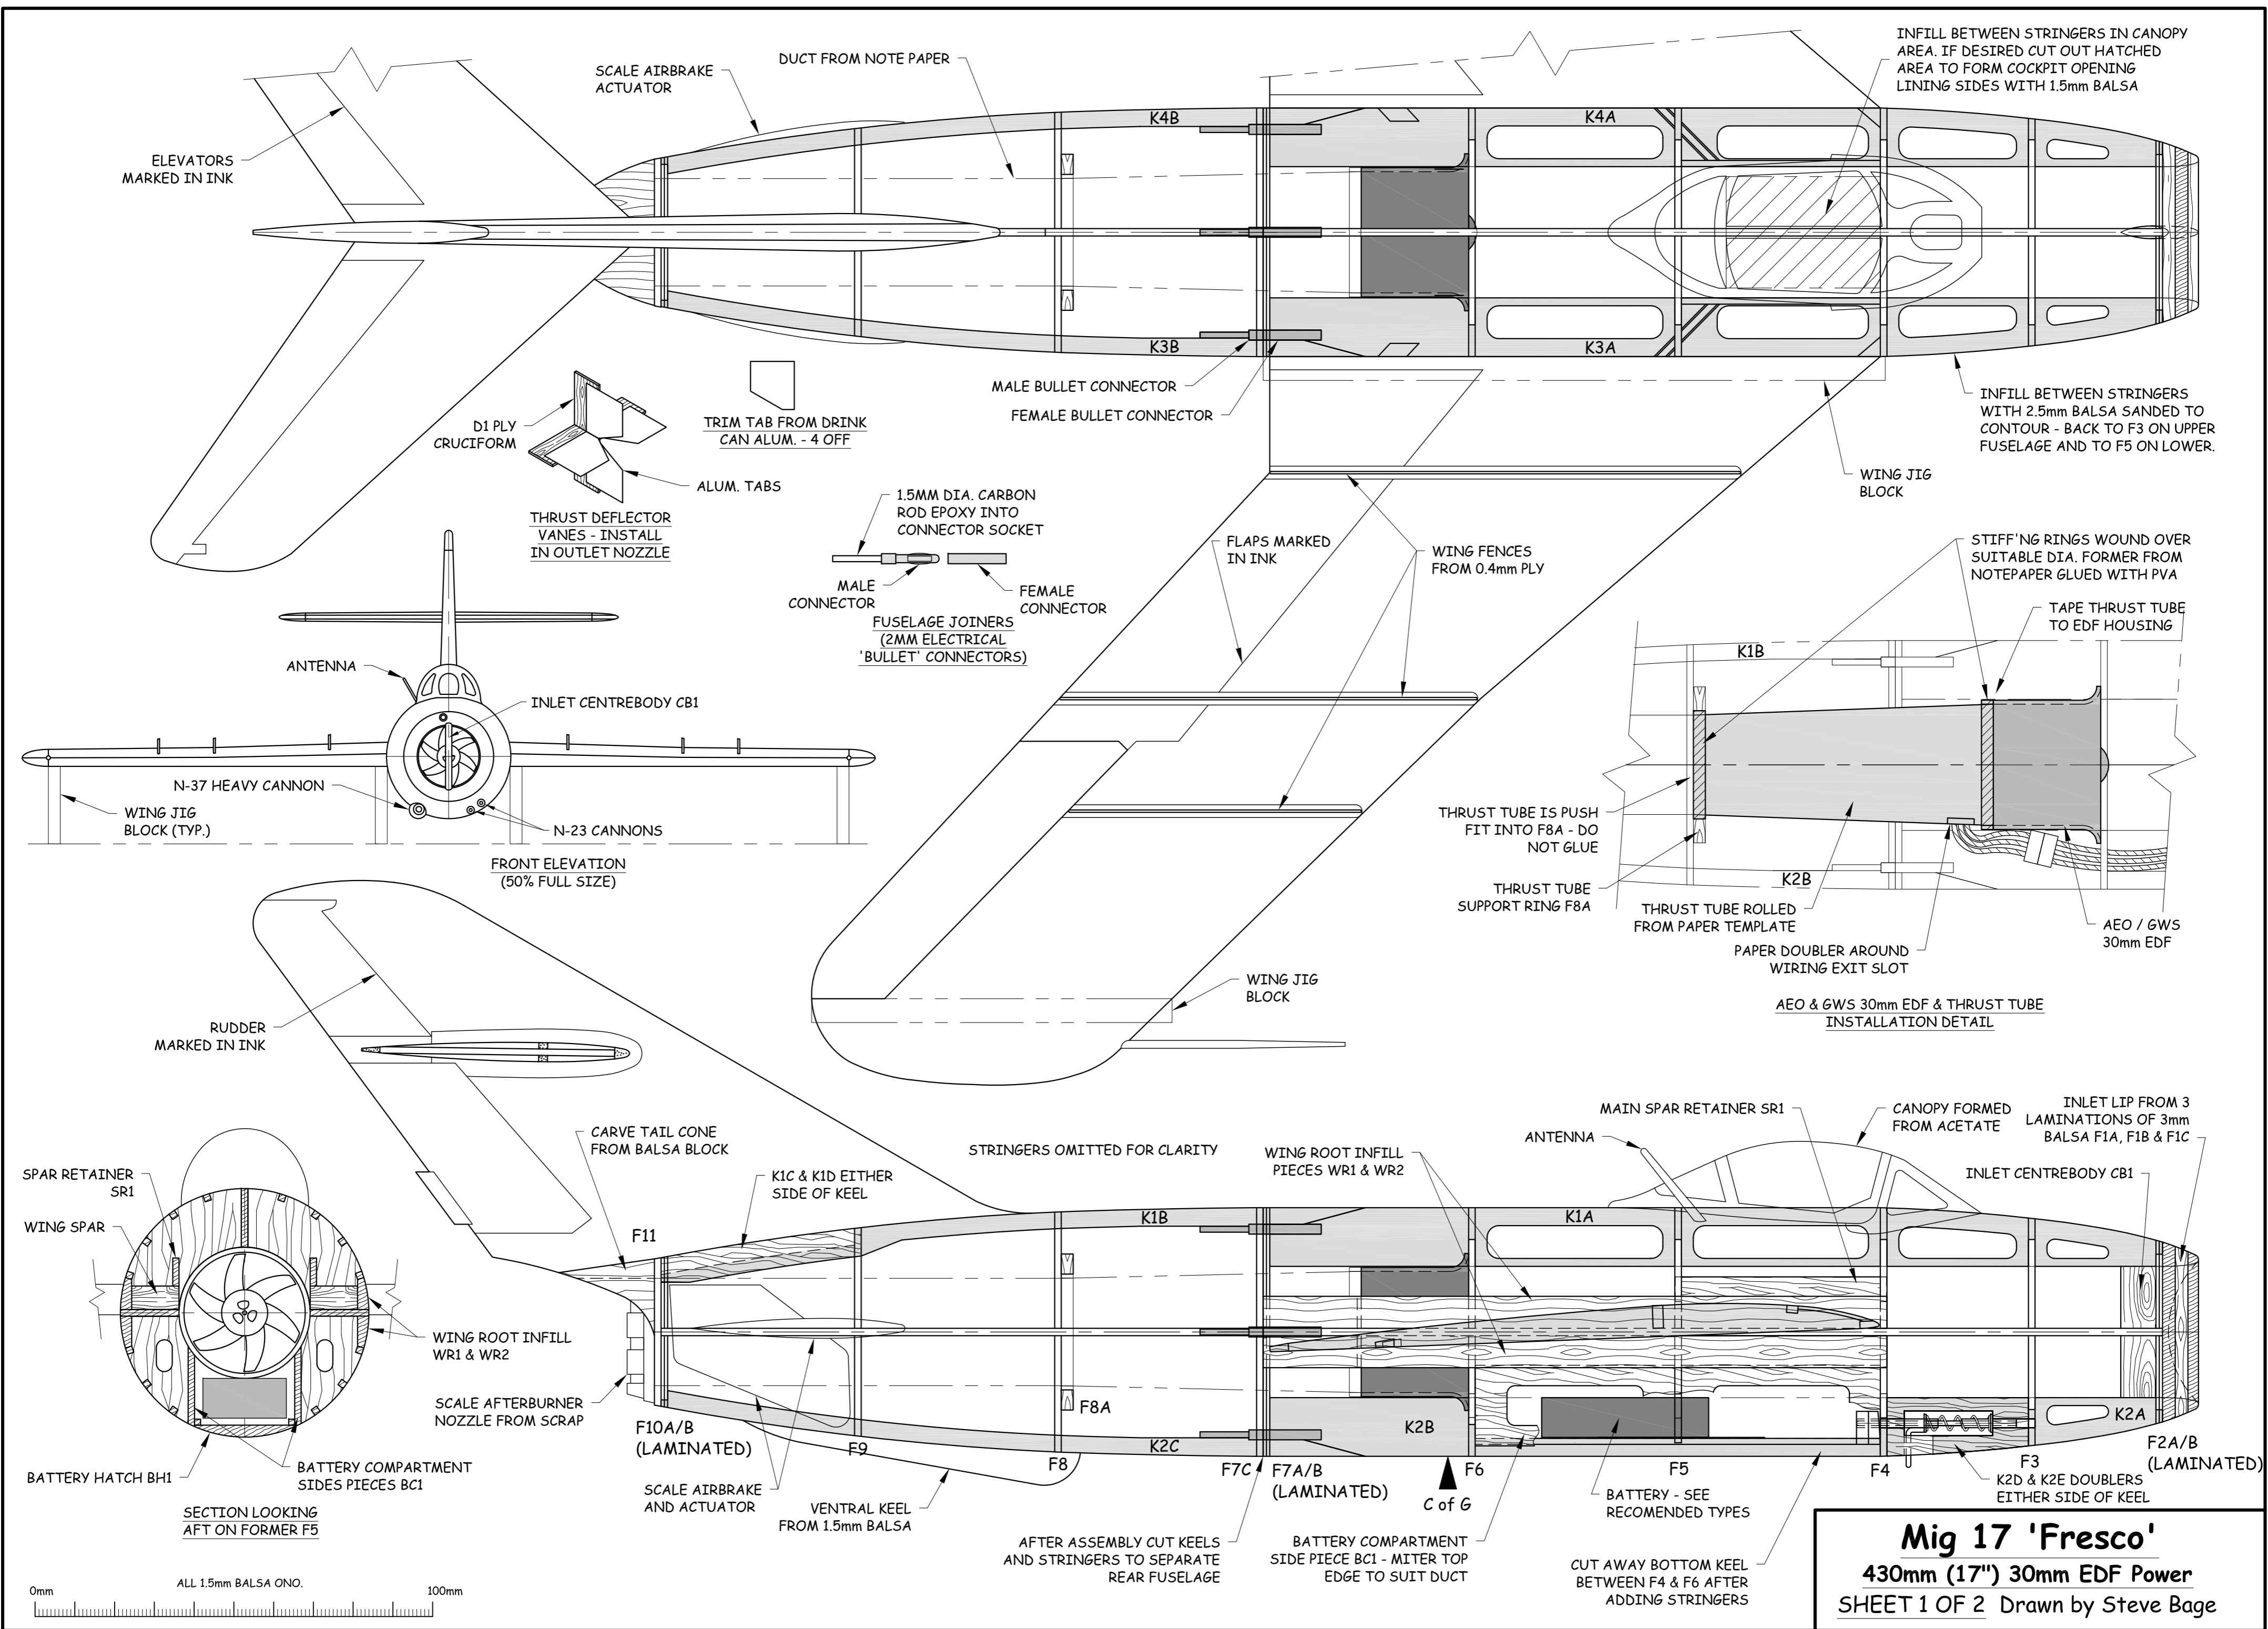 SCALE AIRBRAKE
ACTUATOR
DUCT FROM NOTE PAPER
INFILL BETWEEN STRINGERS IN CANOPY
AREA. IF DESIRED CUT OUT HATCHED
AREA TO FORM COCKPIT OPENING
LINING SIDES WITH 1.5mm BALSA
ELEVATORS
MARKED IN INK
K4B
K4A
K3B
K3A
MALE BULLET CONNECTOR
FEMALE BULLET CONNECTOR
D1 PLY
CRUCIFORM
TRIM TAB FROM DRINK
CAN ALUM. - 4 OFF
ALUM. TABS
THRUST DEFLECTOR
VANES - INSTALL
IN OUTLET NOZZLE
INFILL BETWEEN STRINGERS
WITH 2.5mm BALSA SANDED TO
CONTOUR - BACK TO F3 ON UPPER
FUSELAGE AND TO F5 ON LOWER.
WING JIG
BLOCK
1.5MM DIA. CARBON
ROD EPOXY INTO
CONNECTOR SOCKET
MALE
CONNECTOR
FEMALE
CONNECTOR
FUSELAGE JOINERS
(2MM ELECTRICAL
'BULLET' CONNECTORS)
FLAPS MARKED
IN INK
WING FENCES
FROM 0.4mm PLY
STIFF'NG RINGS WOUND OVER
SUITABLE DIA. FORMER FROM
NOTEPAPER GLUED WITH PVA
TAPE THRUST TUBE
TO EDF HOUSING
K1B
K2B
THRUST TUBE IS PUSH
FIT INTO F8A - DO
NOT GLUE
THRUST TUBE
SUPPORT RING F8A
THRUST TUBE ROLLED
FROM PAPER TEMPLATE
PAPER DOUBLER AROUND
WIRING EXIT SLOT
AEO / GWS
30mm EDF
AEO & GWS 30mm EDF & THRUST TUBE
INSTALLATION DETAIL
ANTENNA
INLET CENTREBODY CB1
N-37 HEAVY CANNON
WING JIG
BLOCK (TYP.)
N-23 CANNONS
FRONT ELEVATION
(50% FULL SIZE)
WING JIG
BLOCK
RUDDER
MARKED IN INK
CARVE TAIL CONE
FROM BALSA BLOCK
K1C & K1D EITHER
SIDE OF KEEL
STRINGERS OMITTED FOR CLARITY
WING ROOT INFILL
PIECES WR1 & WR2
MAIN SPAR RETAINER SR1
ANTENNA
CANOPY FORMED
FROM ACETATE
INLET LIP FROM 3
LAMINATIONS OF 3mm
BALSA F1A, F1B & F1C
INLET CENTREBODY CB1
SPAR RETAINER
SR1
WING SPAR
WING ROOT INFILL
WR1 & WR2
SCALE AFTERBURNER
NOZZLE FROM SCRAP
BATTERY HATCH BH1
BATTERY COMPARTMENT
SIDES PIECES BC1
SECTION LOOKING
AFT ON FORMER F5
F11
K1B
K1A
F8A
K2B
K2A
K2C
F10A/B
(LAMINATED)
F9
F8
F7C
F7A/B
(LAMINATED)
C of G
F6
F5
F4
F3
F2A/B
(LAMINATED)
SCALE AIRBRAKE
AND ACTUATOR
VENTRAL KEEL
FROM 1.5mm BALSA
AFTER ASSEMBLY CUT KEELS
AND STRINGERS TO SEPARATE
REAR FUSELAGE
BATTERY COMPARTMENT
SIDE PIECE BC1 - MITER TOP
EDGE TO SUIT DUCT
BATTERY - SEE
RECOMENDED TYPES
CUT AWAY BOTTOM KEEL
BETWEEN F4 & F6 AFTER
ADDING STRINGERS
K2D & K2E DOUBLERS
EITHER SIDE OF KEEL
0mm
ALL 1.5mm BALSA ONO.
100mm
Mig 17 'Fresco'
430mm (17") 30mm EDF Power
SHEET 1 OF 2 Drawn by Steve Bage